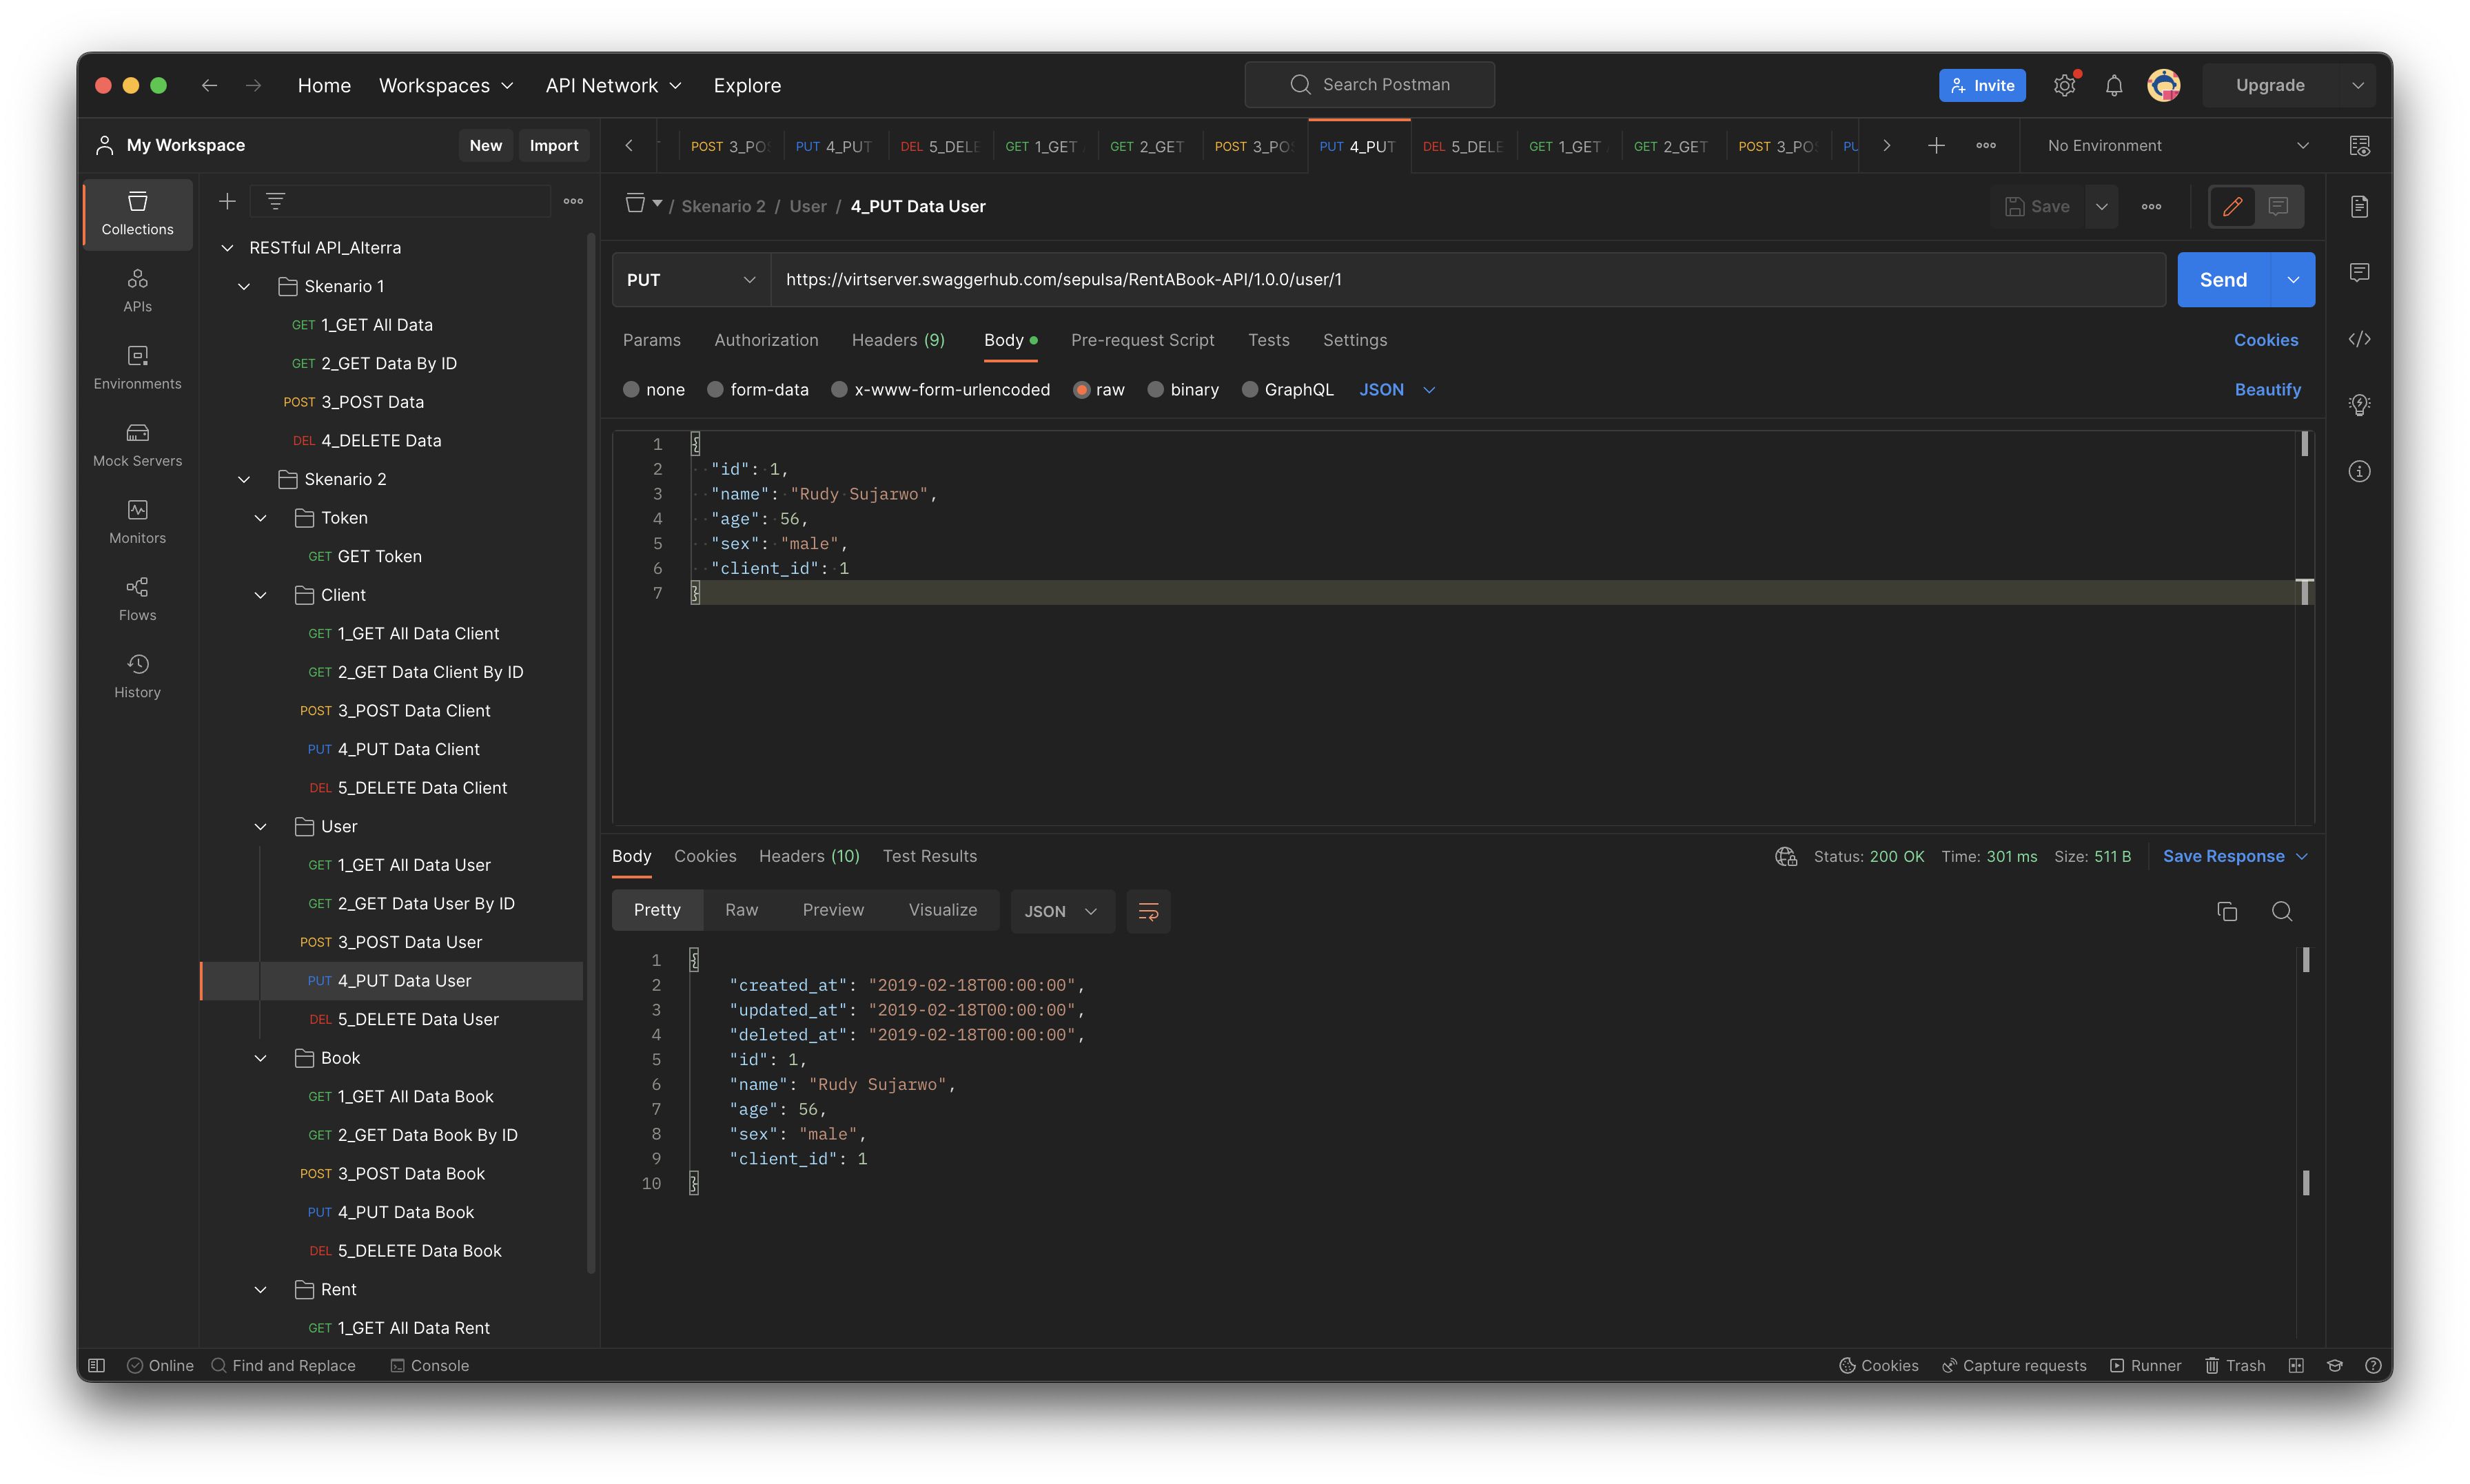 Home Workspaces API Network Explore Search Postman Invite Upgrade
My Workspace New Import
POST 3_POS PUT 4_PUT DEL 5_DELE GET 1_GET GET 2_GET POST 3_POS PUT 4_PUT DEL 5_DELE GET 1_GET GET 2_GET POST 3_POS PU No Environment
Collections
APIs
Environments
Mock Servers
Monitors
Flows
History
RESTful API_Alterra
Skenario 1
GET 1_GET All Data
GET 2_GET Data By ID
POST 3_POST Data
DEL 4_DELETE Data
Skenario 2
Token
GET GET Token
Client
GET 1_GET All Data Client
GET 2_GET Data Client By ID
POST 3_POST Data Client
PUT 4_PUT Data Client
DEL 5_DELETE Data Client
User
GET 1_GET All Data User
GET 2_GET Data User By ID
POST 3_POST Data User
PUT 4_PUT Data User
DEL 5_DELETE Data User
Book
GET 1_GET All Data Book
GET 2_GET Data Book By ID
POST 3_POST Data Book
PUT 4_PUT Data Book
DEL 5_DELETE Data Book
Rent
GET 1_GET All Data Rent
/ Skenario 2 / User / 4_PUT Data User Save
PUT https://virtserver.swaggerhub.com/sepulsa/RentABook-API/1.0.0/user/1 Send
Params Authorization Headers (9) Body Pre-request Script Tests Settings Cookies
none form-data x-www-form-urlencoded raw binary GraphQL JSON Beautify
1 {
2 "id": 1,
3 "name": "Rudy Sujarwo",
4 "age": 56,
5 "sex": "male",
6 "client_id": 1
7 }
Body Cookies Headers (10) Test Results Status: 200 OK Time: 301 ms Size: 511 B Save Response
Pretty Raw Preview Visualize JSON
1 {
2 "created_at": "2019-02-18T00:00:00",
3 "updated_at": "2019-02-18T00:00:00",
4 "deleted_at": "2019-02-18T00:00:00",
5 "id": 1,
6 "name": "Rudy Sujarwo",
7 "age": 56,
8 "sex": "male",
9 "client_id": 1
10 }
Online Find and Replace Console Cookies Capture requests Runner Trash